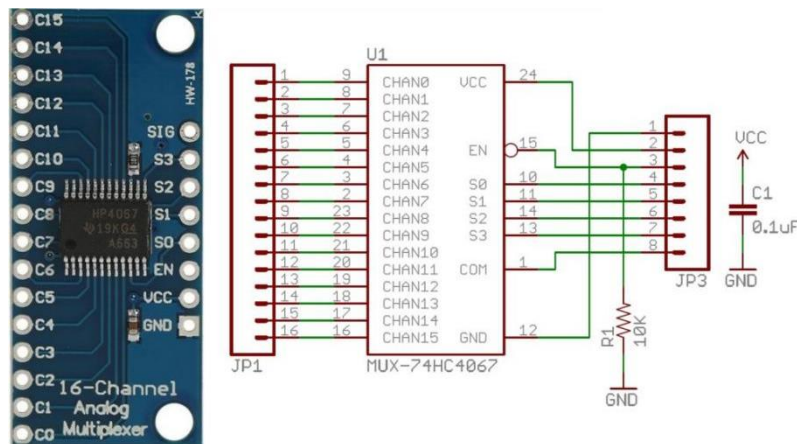 C15
C14
C13
C12
C11
C10
C9
C8
C7
C6
C5
C4
C3
C2
C1
C0
HW-178
SIG
S3
S2
S1
S0
EN
VCC
GND
HP4067
19KG4
A663
16-Channel
Analog
Multiplexer
U1
1 9 CHAN0 VCC 24
2 8 CHAN1
3 7 CHAN2
4 6 CHAN3
5 5 CHAN4 EN 15
6 4 CHAN5
7 3 CHAN6 S0 10
8 2 CHAN7 S1 11
9 23 CHAN8 S2 14
10 22 CHAN9 S3 13
11 21 CHAN10
12 20 CHAN11 COM 1
13 19 CHAN12
14 18 CHAN13
15 17 CHAN14 GND 12
16 16 CHAN15
JP1
MUX-74HC4067
1
2
3
4
5
6
7
8
JP3
R1
10K
GND
VCC
C1
0.1uF
GND